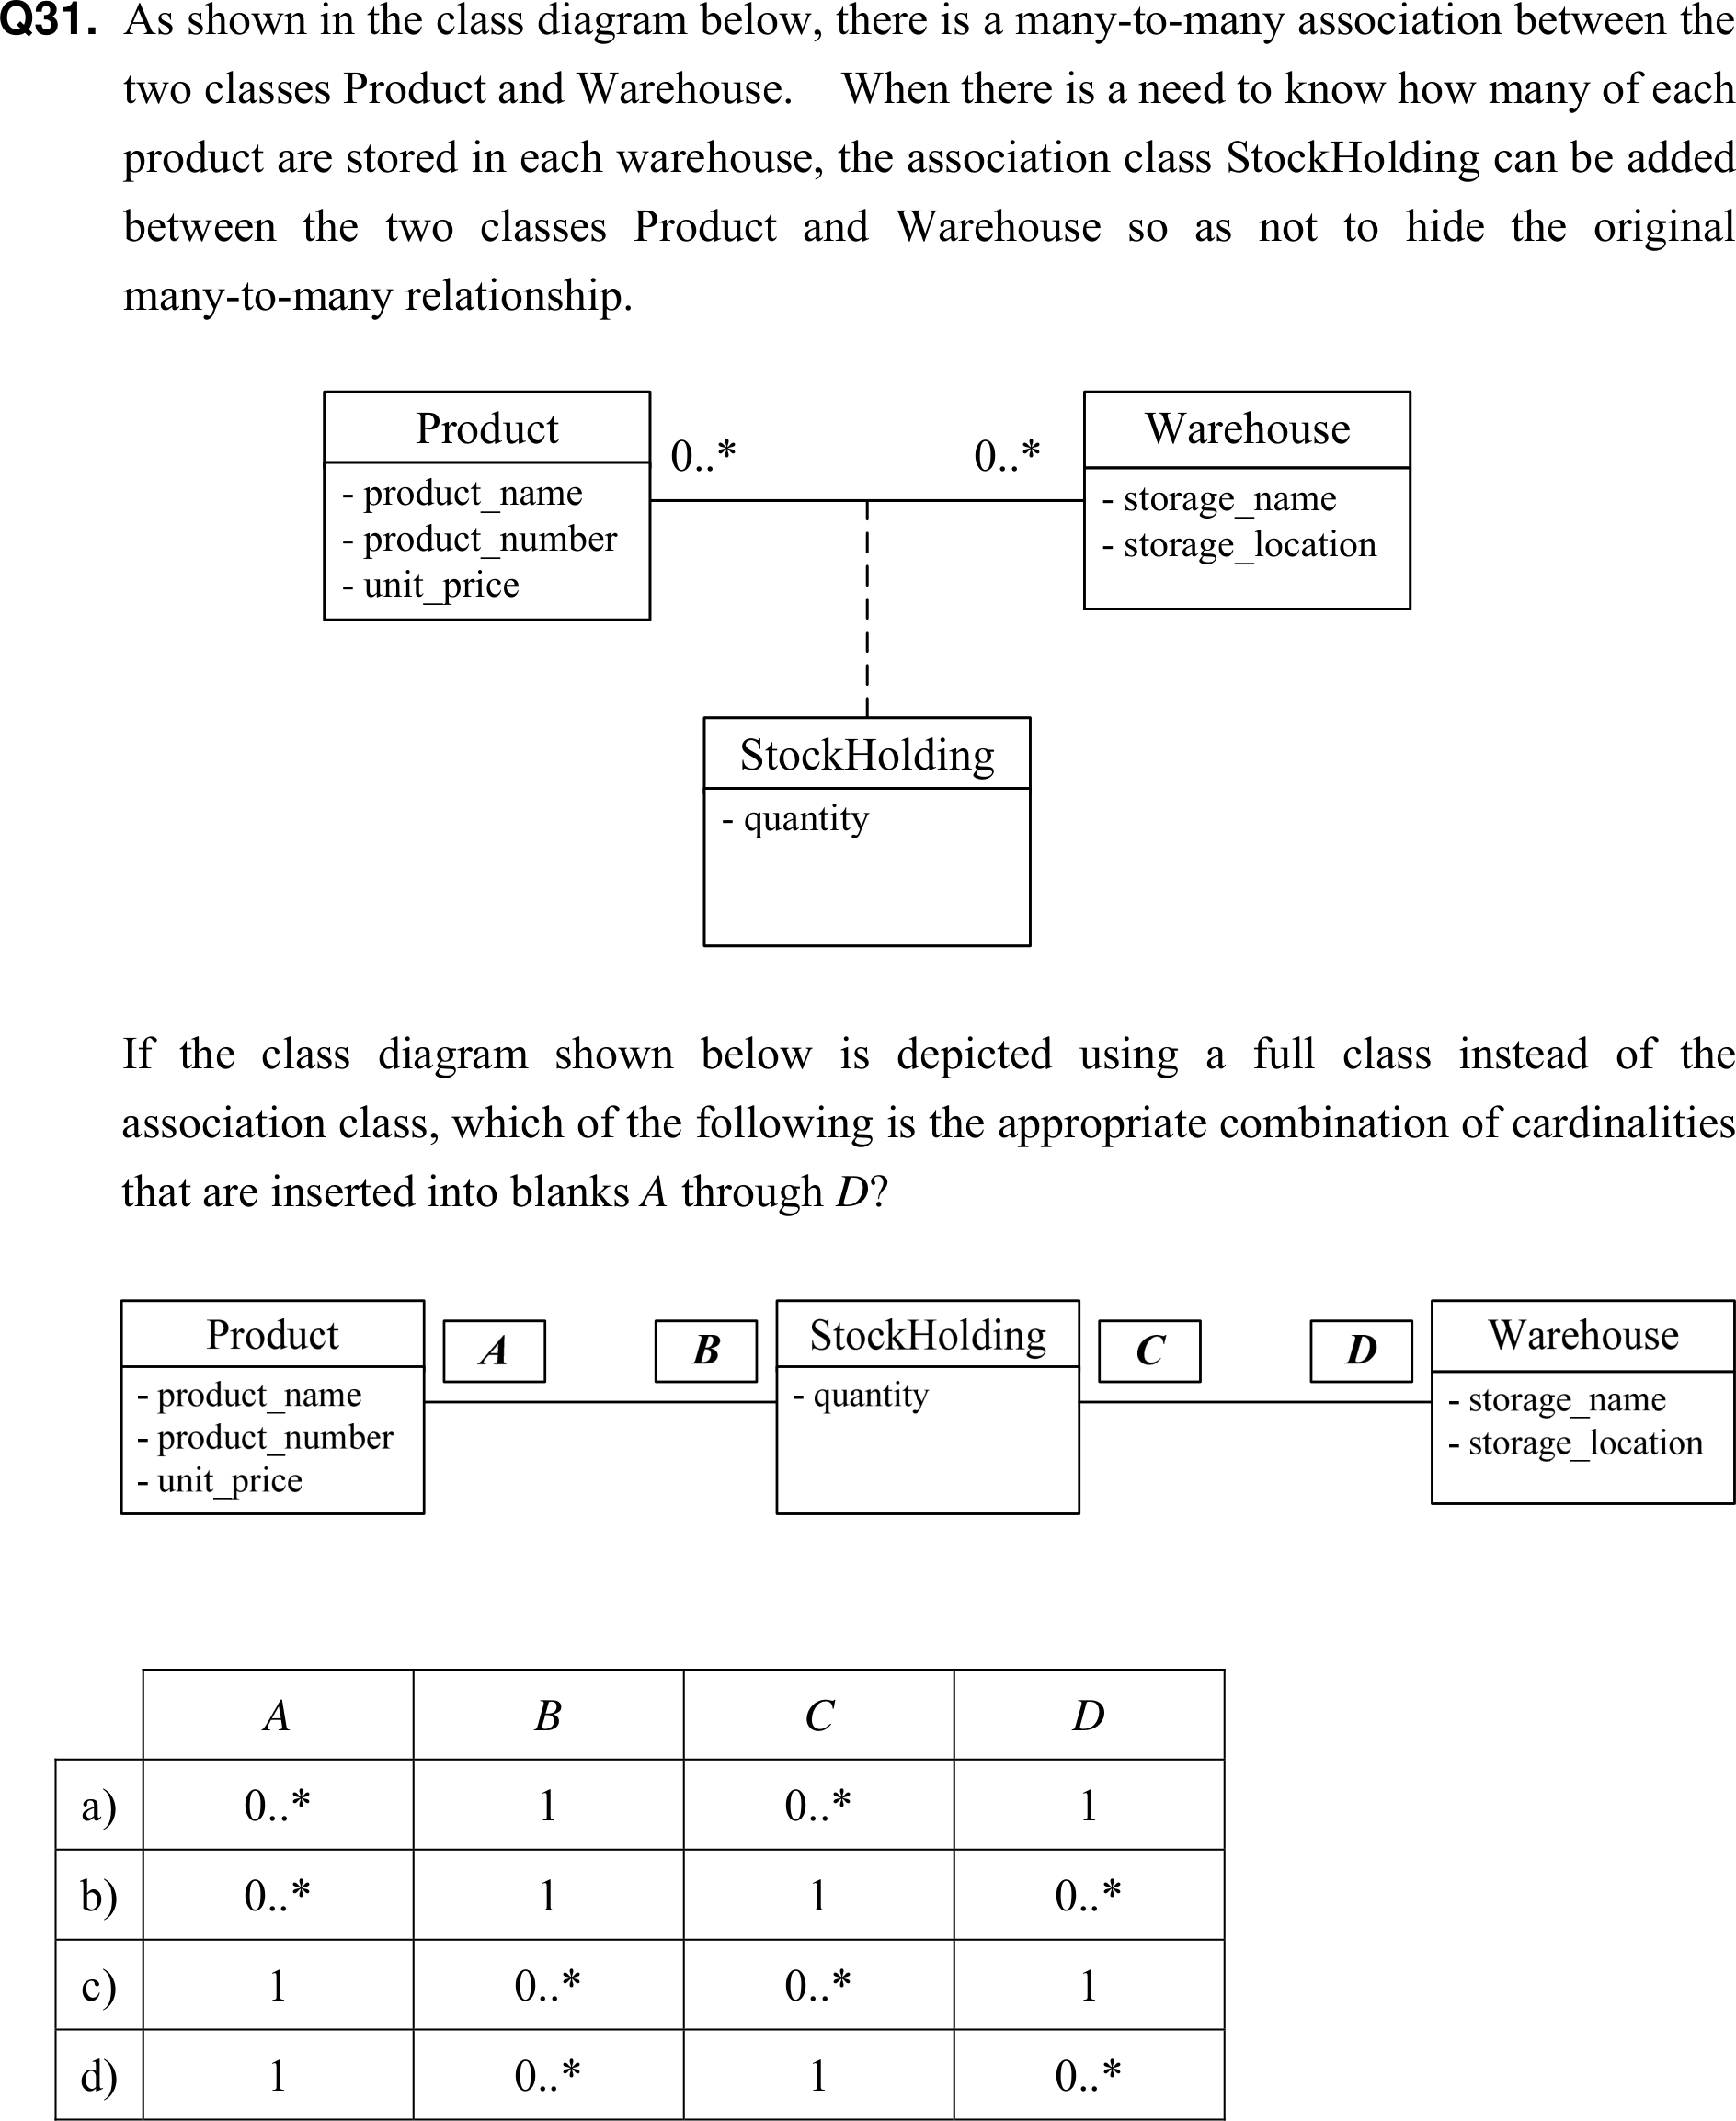 Q31. As shown in the class diagram below, there is a many-to-many association between the
two classes Product and Warehouse. When there is a need to know how many of each
product are stored in each warehouse, the association class StockHolding can be added
between the two classes Product and Warehouse so as not to hide the original
many-to-many relationship.
Product
0..*
0..*
Warehouse
- product_name
- product_number
- unit_price
- storage_name
- storage_location
StockHolding
- quantity
If the class diagram shown below is depicted using a full class instead of the
association class, which of the following is the appropriate combination of cardinalities
that are inserted into blanks A through D?
Product
A
B
StockHolding
C
D
Warehouse
- product_name
- product_number
- unit_price
- quantity
- storage_name
- storage_location
A B C D
a) 0..* 1 0..* 1
b) 0..* 1 1 0..*
c) 1 0..* 0..* 1
d) 1 0..* 1 0..*